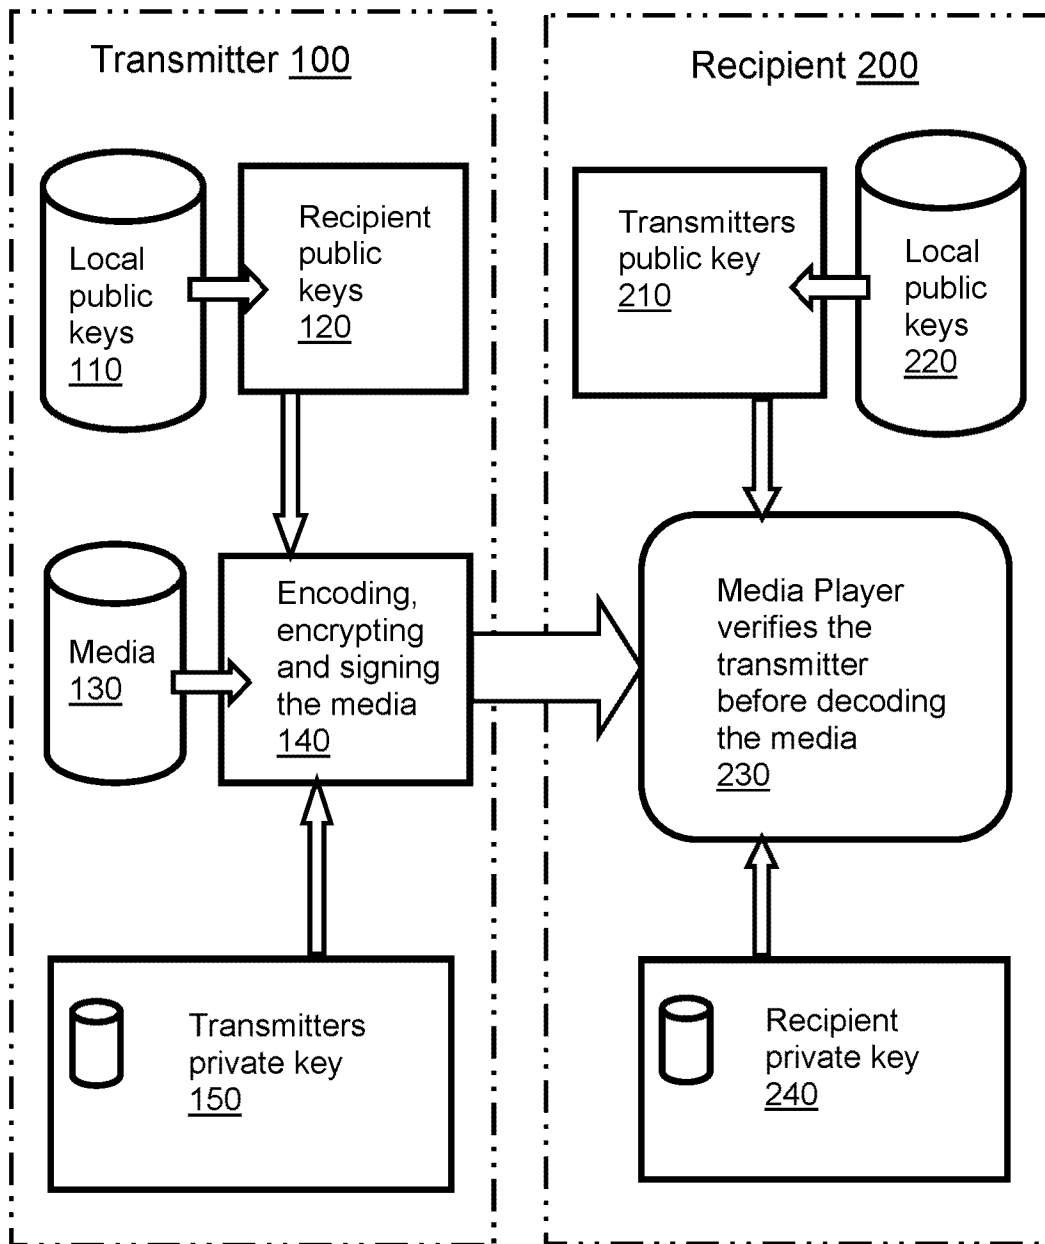 Transmitter 100
Local
public
keys
110
Recipient
public
keys
120
Media
130
Encoding,
encrypting
and signing
the media
140
Transmitters
private key
150
Recipient 200
Transmitters
public key
210
Local
public
keys
220
Media Player
verifies the
transmitter
before decoding
the media
230
Recipient
private key
240